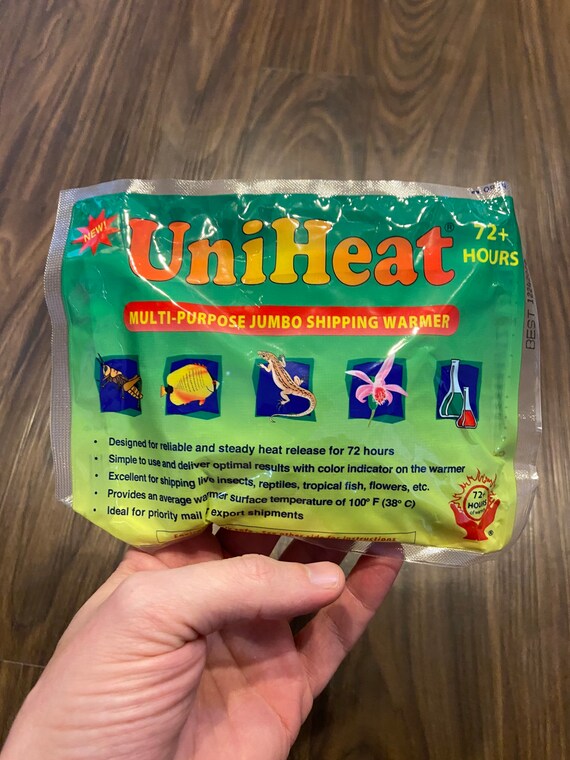 NEW!
UniHeat®
72+
HOURS
MULTI-PURPOSE JUMBO SHIPPING WARMER
• Designed for reliable and steady heat release for 72 hours
• Simple to use and deliver optimal results with color indicator on the warmer
• Excellent for shipping live insects, reptiles, tropical fish, flowers, etc.
• Provides an average warmer surface temperature of 100° F (38° C)
• Ideal for priority mail / export shipments
72+
HOURS
®
for instructions
BEST